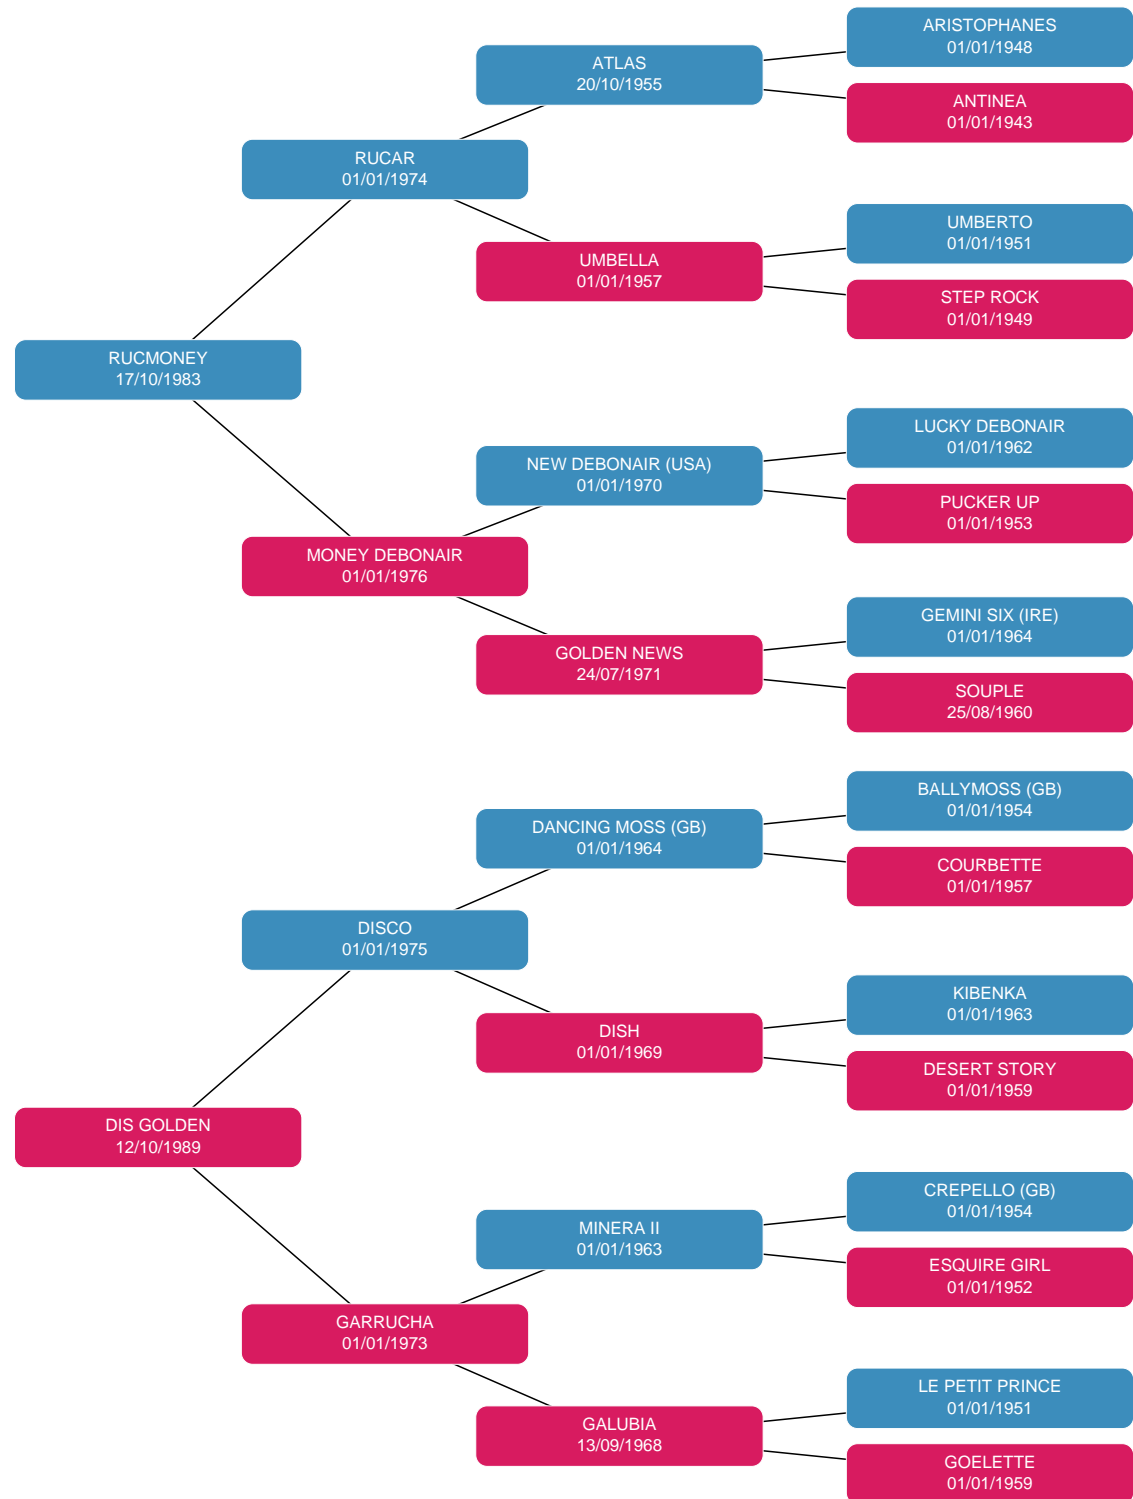 ARISTOPHANES
01/01/1948
ATLAS
20/10/1955
ANTINEA
01/01/1943
RUCAR
01/01/1974
UMBERTO
01/01/1951
UMBELLA
01/01/1957
STEP ROCK
01/01/1949
RUCMONEY
17/10/1983
LUCKY DEBONAIR
01/01/1962
NEW DEBONAIR (USA)
01/01/1970
PUCKER UP
01/01/1953
MONEY DEBONAIR
01/01/1976
GEMINI SIX (IRE)
01/01/1964
GOLDEN NEWS
24/07/1971
SOUPLE
25/08/1960
BALLYMOSS (GB)
01/01/1954
DANCING MOSS (GB)
01/01/1964
COURBETTE
01/01/1957
DISCO
01/01/1975
KIBENKA
01/01/1963
DISH
01/01/1969
DESERT STORY
01/01/1959
DIS GOLDEN
12/10/1989
CREPELLO (GB)
01/01/1954
MINERA II
01/01/1963
ESQUIRE GIRL
01/01/1952
GARRUCHA
01/01/1973
LE PETIT PRINCE
01/01/1951
GALUBIA
13/09/1968
GOELETTE
01/01/1959